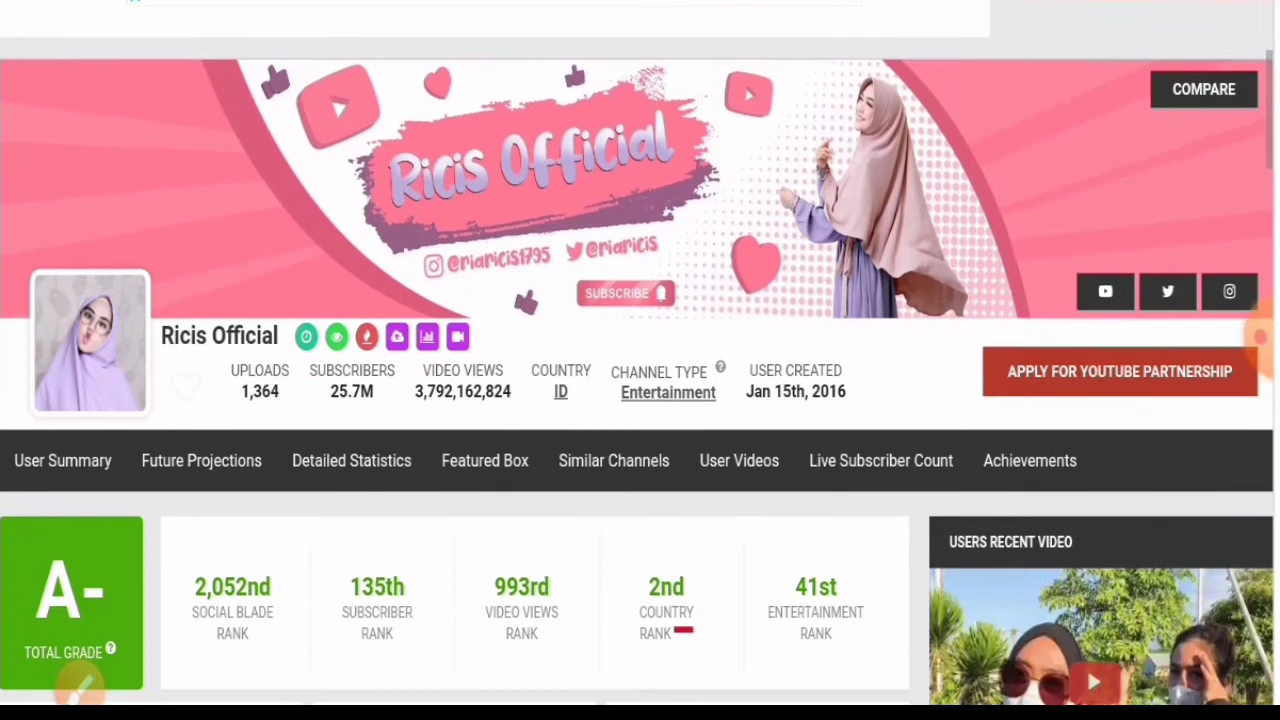 COMPARE
Ricis Official
@riaricis1795 @riaricis
SUBSCRIBE
Ricis Official
UPLOADS SUBSCRIBERS VIDEO VIEWS COUNTRY CHANNEL TYPE ? USER CREATED
1,364 25.7M 3,792,162,824 ID Entertainment Jan 15th, 2016
APPLY FOR YOUTUBE PARTNERSHIP
User Summary Future Projections Detailed Statistics Featured Box Similar Channels User Videos Live Subscriber Count Achievements
A-
TOTAL GRADE ?
2,052nd
SOCIAL BLADE
RANK
135th
SUBSCRIBER
RANK
993rd
VIDEO VIEWS
RANK
2nd
COUNTRY
RANK
41st
ENTERTAINMENT
RANK
USERS RECENT VIDEO